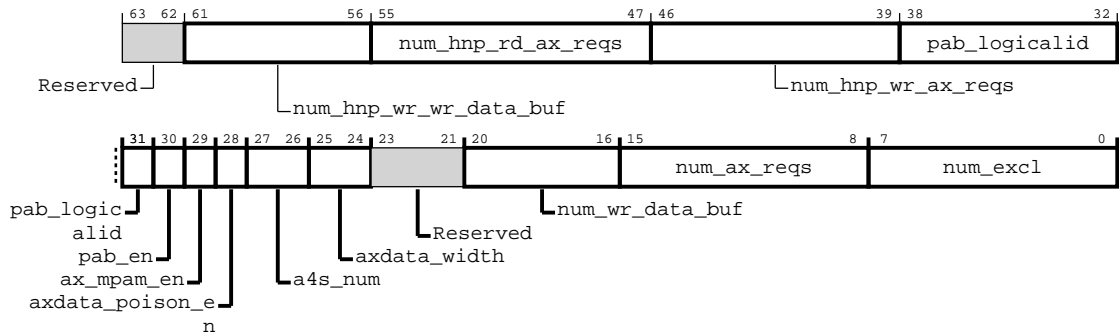 63 62 61 56 55 47 46 39 38 32
num_hnp_rd_ax_reqs pab_logicalid
Reserved num_hnp_wr_ax_reqs
num_hnp_wr_wr_data_buf
31 30 29 28 27 26 25 24 23 21 20 16 15 8 7 0
num_ax_reqs num_excl
pab_logic num_wr_data_buf
alid Reserved
pab_en axdata_width
ax_mpam_en a4s_num
axdata_poison_e
n